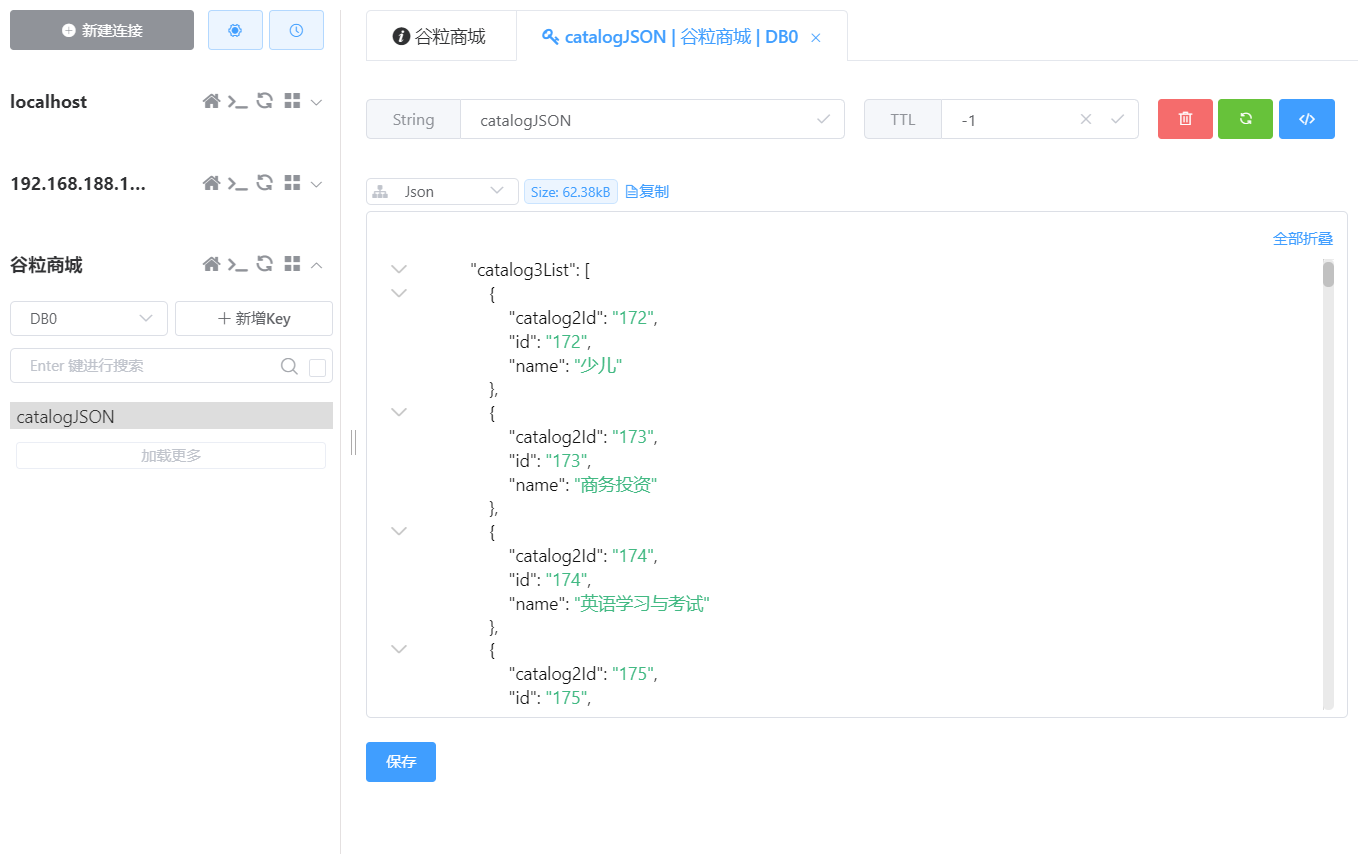 新建连接
localhost
192.168.188.1...
谷粒商城
DB0
新增Key
Enter 键进行搜索
catalogJSON
加载更多
谷粒商城
catalogJSON | 谷粒商城 | DB0
String
catalogJSON
TTL
-1
Json
Size: 62.38kB
复制
全部折叠
"catalog3List": [
{
"catalog2Id": "172",
"id": "172",
"name": "少儿"
},
{
"catalog2Id": "173",
"id": "173",
"name": "商务投资"
},
{
"catalog2Id": "174",
"id": "174",
"name": "英语学习与考试"
},
{
"catalog2Id": "175",
"id": "175",
保存